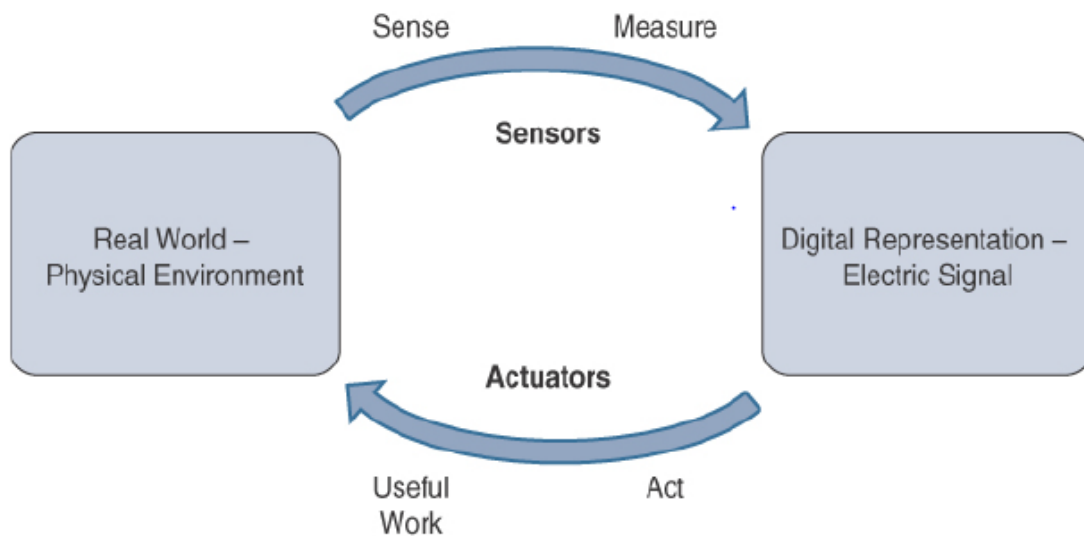 Sense Measure
Sensors
Real World –
Physical Environment
Digital Representation –
Electric Signal
Actuators
Useful
Work
Act